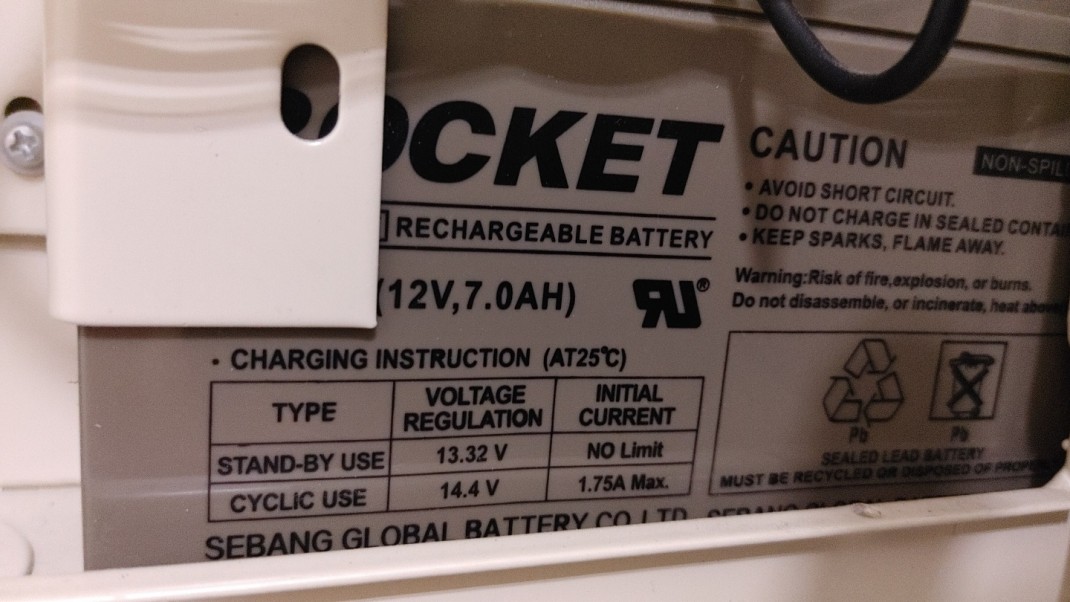 OCKET
RECHARGEABLE BATTERY
(12V,7.0AH)
• CHARGING INSTRUCTION (AT25℃)
TYPE VOLTAGE REGULATION INITIAL CURRENT
STAND-BY USE 13.32 V NO Limit
CYCLIC USE 14.4 V 1.75A Max.
SEBANG GLOBAL BATTERY CO.,LTD.
CAUTION
NON-SPIL
• AVOID SHORT CIRCUIT.
• DO NOT CHARGE IN SEALED CONTA
• KEEP SPARKS, FLAME AWAY.
Warning:Risk of fire,explosion, or burns.
Do not disassemble, or incinerate, heat above
Pb Pb
SEALED LEAD BATTERY
MUST BE RECYCLED OR DISPOSED OF PROPERLY